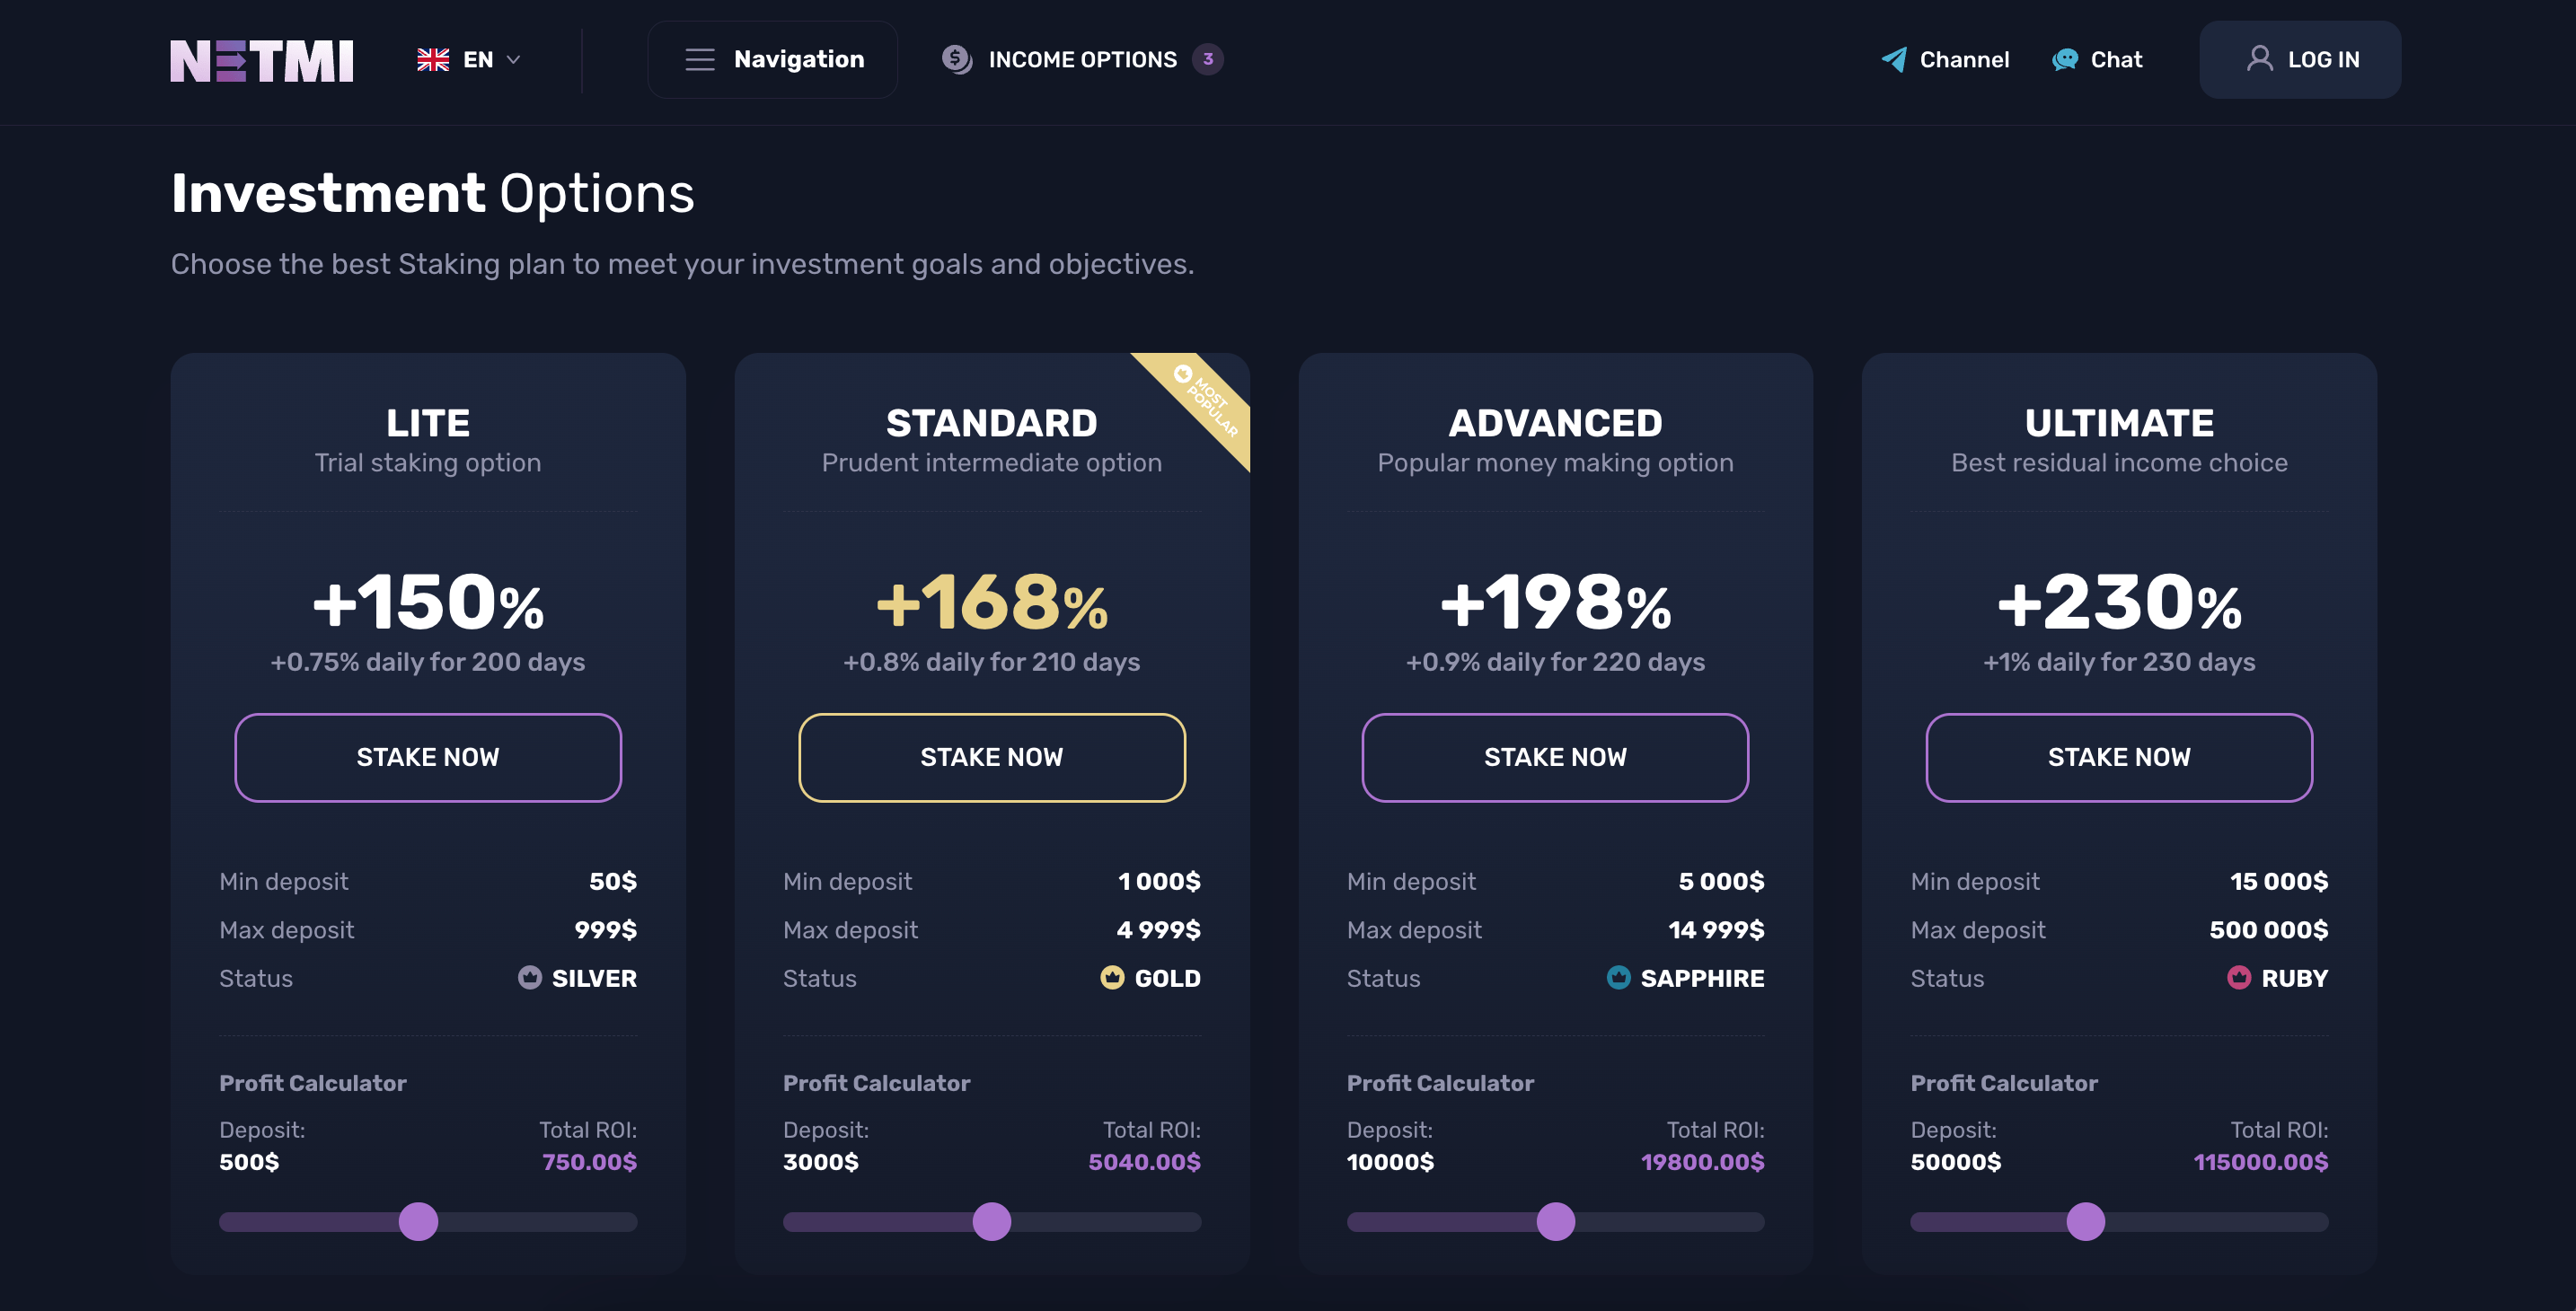 NETMI
EN
Navigation
INCOME OPTIONS 3
Channel
Chat
LOG IN
Investment Options
Choose the best Staking plan to meet your investment goals and objectives.
LITE
Trial staking option
+150%
+0.75% daily for 200 days
STAKE NOW
Min deposit 50$
Max deposit 999$
Status SILVER
Profit Calculator
Deposit: Total ROI:
500$ 750.00$
MOST
POPULAR
STANDARD
Prudent intermediate option
+168%
+0.8% daily for 210 days
STAKE NOW
Min deposit 1 000$
Max deposit 4 999$
Status GOLD
Profit Calculator
Deposit: Total ROI:
3000$ 5040.00$
ADVANCED
Popular money making option
+198%
+0.9% daily for 220 days
STAKE NOW
Min deposit 5 000$
Max deposit 14 999$
Status SAPPHIRE
Profit Calculator
Deposit: Total ROI:
10000$ 19800.00$
ULTIMATE
Best residual income choice
+230%
+1% daily for 230 days
STAKE NOW
Min deposit 15 000$
Max deposit 500 000$
Status RUBY
Profit Calculator
Deposit: Total ROI:
50000$ 115000.00$